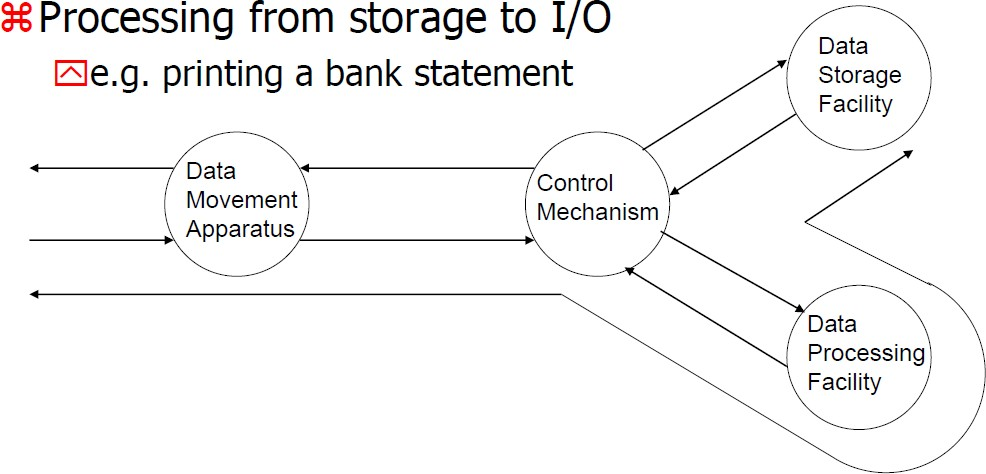 ⌘Processing from storage to I/O
e.g. printing a bank statement
Data
Storage
Facility
Data
Movement
Apparatus
Control
Mechanism
Data
Processing
Facility